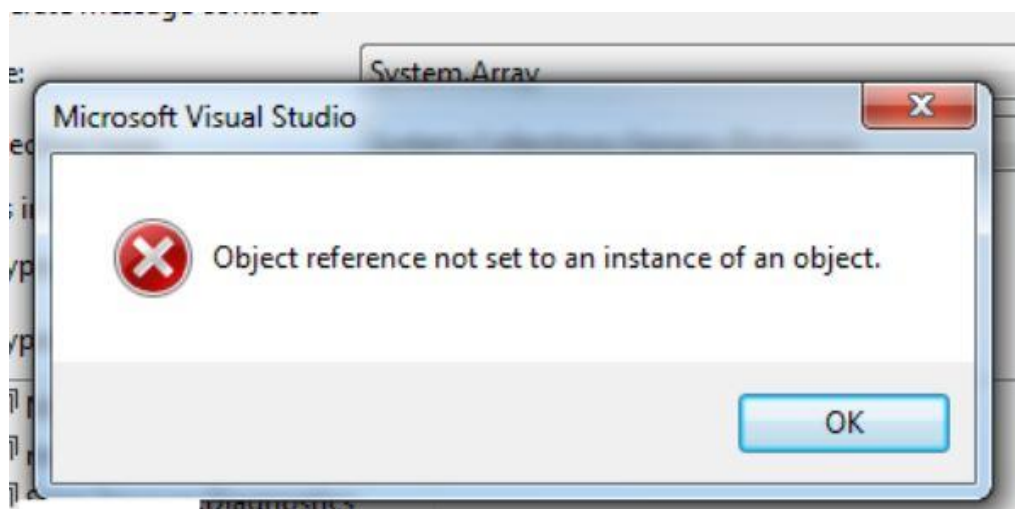 e:
System.Array
Microsoft Visual Studio
Object reference not set to an instance of an object.
OK